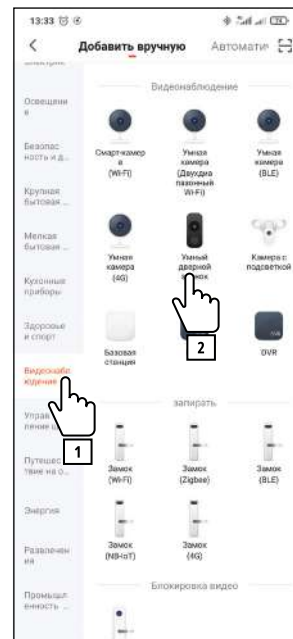 13:33
Добавить вручную
Автомати
Освещени
е
Безопас
ность и д...
Крупная
бытовая ...
Мелкая
бытовая ...
Кухонные
приборы
Здоровье
и спорт
Видеонабл
юдение
Управ
ление
Путешес
твие на о...
Энергия
Развлечен
ия
Промышл
енность ...
Видеонаблюдение
Смарт-камер
а
(Wi-Fi)
Умная
камера
(Двухдиа
пазонный
Wi-Fi)
Умная
камера
(BLE)
Умная
камера
(4G)
Умный
дверной
Камера с
подсветкой
Базовая
станция
DVR
запирать
Замок
(Wi-Fi)
Замок
(Zigbee)
Замок
(BLE)
Замок
(NB-IoT)
Замок
(4G)
Блокировка видео
1
2